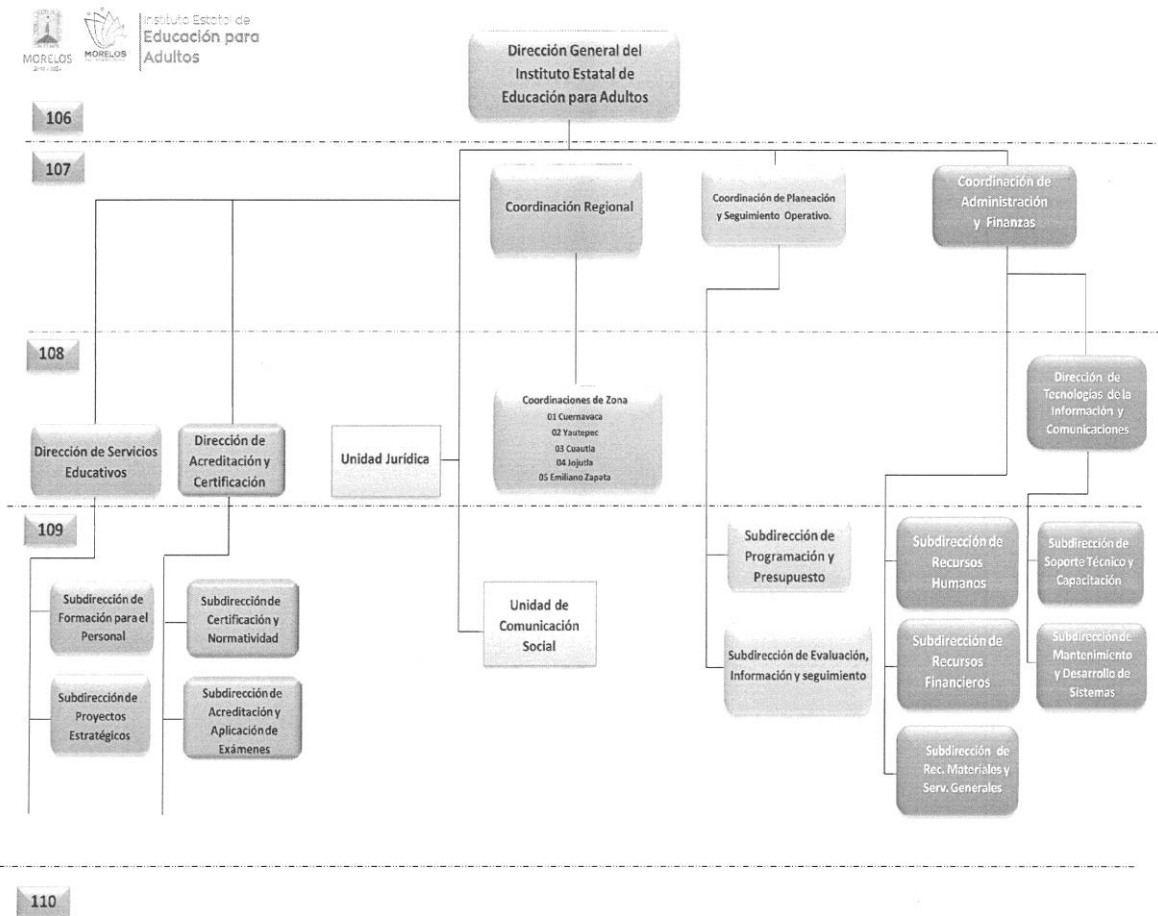 Instituto Estatal de
Educación para
Adultos
MORELOS
MORELOS
Dirección General del
Instituto Estatal de
Educación para Adultos
106
107
Coordinación Regional
Coordinación de Planeación
y Seguimiento Operativo.
Coordinación de
Administración
y Finanzas
108
Dirección de Servicios
Educativos
Dirección de
Acreditación y
Certificación
Unidad Jurídica
Coordinaciones de Zona
01 Cuernavaca
02 Yautepec
03 Cuautla
04 Jojutla
05 Emiliano Zapata
Dirección de
Tecnologías de la
Información y
Comunicaciones
109
Subdirección de
Formación para el
Personal
Subdirección de
Certificación y
Normatividad
Unidad de
Comunicación
Social
Subdirección de
Programación y
Presupuesto
Subdirección de
Recursos
Humanos
Subdirección de
Soporte Técnico y
Capacitación
Subdirección de
Proyectos
Estratégicos
Subdirección de
Acreditación y
Aplicación de
Exámenes
Subdirección de Evaluación,
Información y seguimiento
Subdirección de
Recursos
Financieros
Subdirección de
Mantenimiento
y Desarrollo de
Sistemas
Subdirección de
Rec. Materiales y
Serv. Generales
110